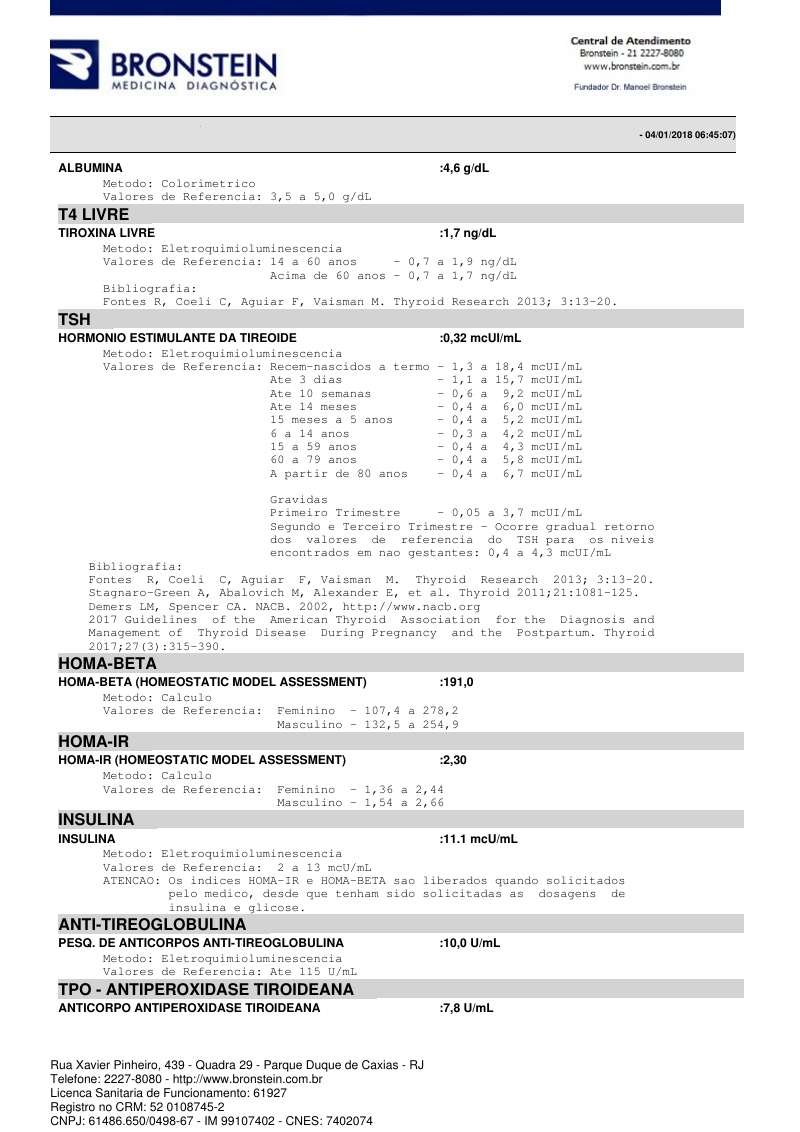 BRONSTEIN
MEDICINA DIAGNÓSTICA
Central de Atendimento
Bronstein - 21 2227-8080
www.bronstein.com.br
Fundador Dr. Manoel Bronstein
- 04/01/2018 06:45:07)
ALBUMINA :4,6 g/dL
Metodo: Colorimetrico
Valores de Referencia: 3,5 a 5,0 g/dL
T4 LIVRE
TIROXINA LIVRE :1,7 ng/dL
Metodo: Eletroquimioluminescencia
Valores de Referencia: 14 a 60 anos - 0,7 a 1,9 ng/dL
Acima de 60 anos - 0,7 a 1,7 ng/dL
Bibliografia:
Fontes R, Coeli C, Aguiar F, Vaisman M. Thyroid Research 2013; 3:13-20.
TSH
HORMONIO ESTIMULANTE DA TIREOIDE :0,32 mcUI/mL
Metodo: Eletroquimioluminescencia
Valores de Referencia: Recem-nascidos a termo - 1,3 a 18,4 mcUI/mL
Ate 3 dias - 1,1 a 15,7 mcUI/mL
Ate 10 semanas - 0,6 a 9,2 mcUI/mL
Ate 14 meses - 0,4 a 6,0 mcUI/mL
15 meses a 5 anos - 0,4 a 5,2 mcUI/mL
6 a 14 anos - 0,3 a 4,2 mcUI/mL
15 a 59 anos - 0,4 a 4,3 mcUI/mL
60 a 79 anos - 0,4 a 5,8 mcUI/mL
A partir de 80 anos - 0,4 a 6,7 mcUI/mL
Gravidas
Primeiro Trimestre - 0,05 a 3,7 mcUI/mL
Segundo e Terceiro Trimestre - Ocorre gradual retorno
dos valores de referencia do TSH para os niveis
encontrados em nao gestantes: 0,4 a 4,3 mcUI/mL
Bibliografia:
Fontes R, Coeli C, Aguiar F, Vaisman M. Thyroid Research 2013; 3:13-20.
Stagnaro-Green A, Abalovich M, Alexander E, et al. Thyroid 2011;21:1081-125.
Demers LM, Spencer CA. NACB. 2002, http://www.nacb.org
2017 Guidelines of the American Thyroid Association for the Diagnosis and
Management of Thyroid Disease During Pregnancy and the Postpartum. Thyroid
2017;27(3):315-390.
HOMA-BETA
HOMA-BETA (HOMEOSTATIC MODEL ASSESSMENT) :191,0
Metodo: Calculo
Valores de Referencia: Feminino - 107,4 a 278,2
Masculino - 132,5 a 254,9
HOMA-IR
HOMA-IR (HOMEOSTATIC MODEL ASSESSMENT) :2,30
Metodo: Calculo
Valores de Referencia: Feminino - 1,36 a 2,44
Masculino - 1,54 a 2,66
INSULINA
INSULINA :11.1 mcU/mL
Metodo: Eletroquimioluminescencia
Valores de Referencia: 2 a 13 mcU/mL
ATENCAO: Os indices HOMA-IR e HOMA-BETA sao liberados quando solicitados
pelo medico, desde que tenham sido solicitadas as dosagens de
insulina e glicose.
ANTI-TIREOGLOBULINA
PESQ. DE ANTICORPOS ANTI-TIREOGLOBULINA :10,0 U/mL
Metodo: Eletroquimioluminescencia
Valores de Referencia: Ate 115 U/mL
TPO - ANTIPEROXIDASE TIROIDEANA
ANTICORPO ANTIPEROXIDASE TIROIDEANA :7,8 U/mL
Rua Xavier Pinheiro, 439 - Quadra 29 - Parque Duque de Caxias - RJ
Telefone: 2227-8080 - http://www.bronstein.com.br
Licenca Sanitaria de Funcionamento: 61927
Registro no CRM: 52 0108745-2
CNPJ: 61486.650/0498-67 - IM 99107402 - CNES: 7402074